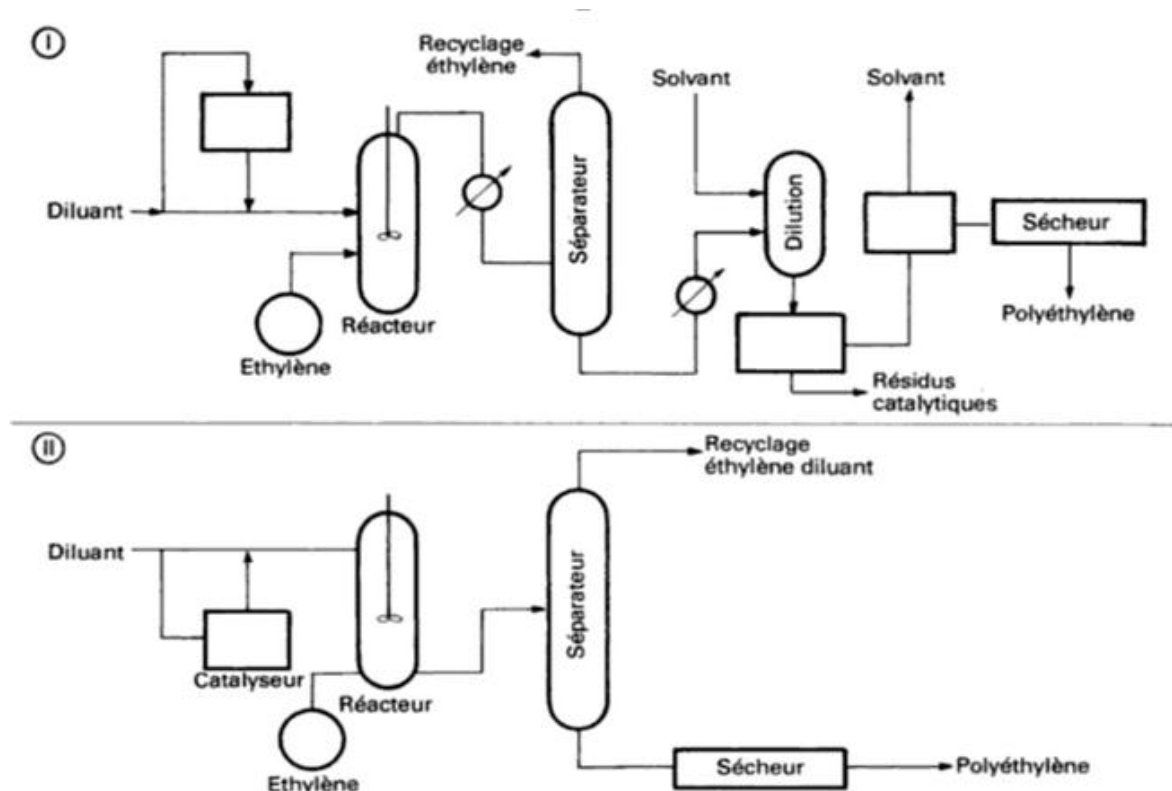 I
Recyclage
éthylène
Solvant
Solvant
Diluant
Séparateur
Dilution
Sécheur
Réacteur
Ethylène
Polyéthylène
Résidus
catalytiques
II
Recyclage
éthylène diluant
Diluant
Séparateur
Catalyseur
Réacteur
Ethylène
Sécheur
Polyéthylène